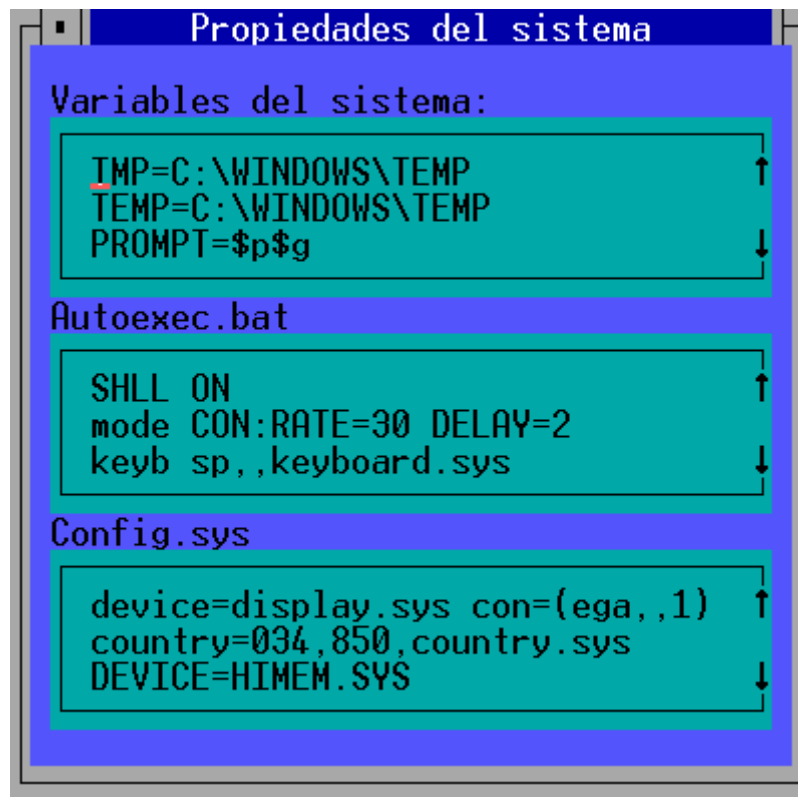 Propiedades del sistema
Variables del sistema:
TMP=C:\WINDOWS\TEMP
TEMP=C:\WINDOWS\TEMP
PROMPT=$p$g
Autoexec.bat
SHLL ON
mode CON:RATE=30 DELAY=2
keyb sp,,keyboard.sys
Config.sys
device=display.sys con=(ega,,1)
country=034,850,country.sys
DEVICE=HIMEM.SYS